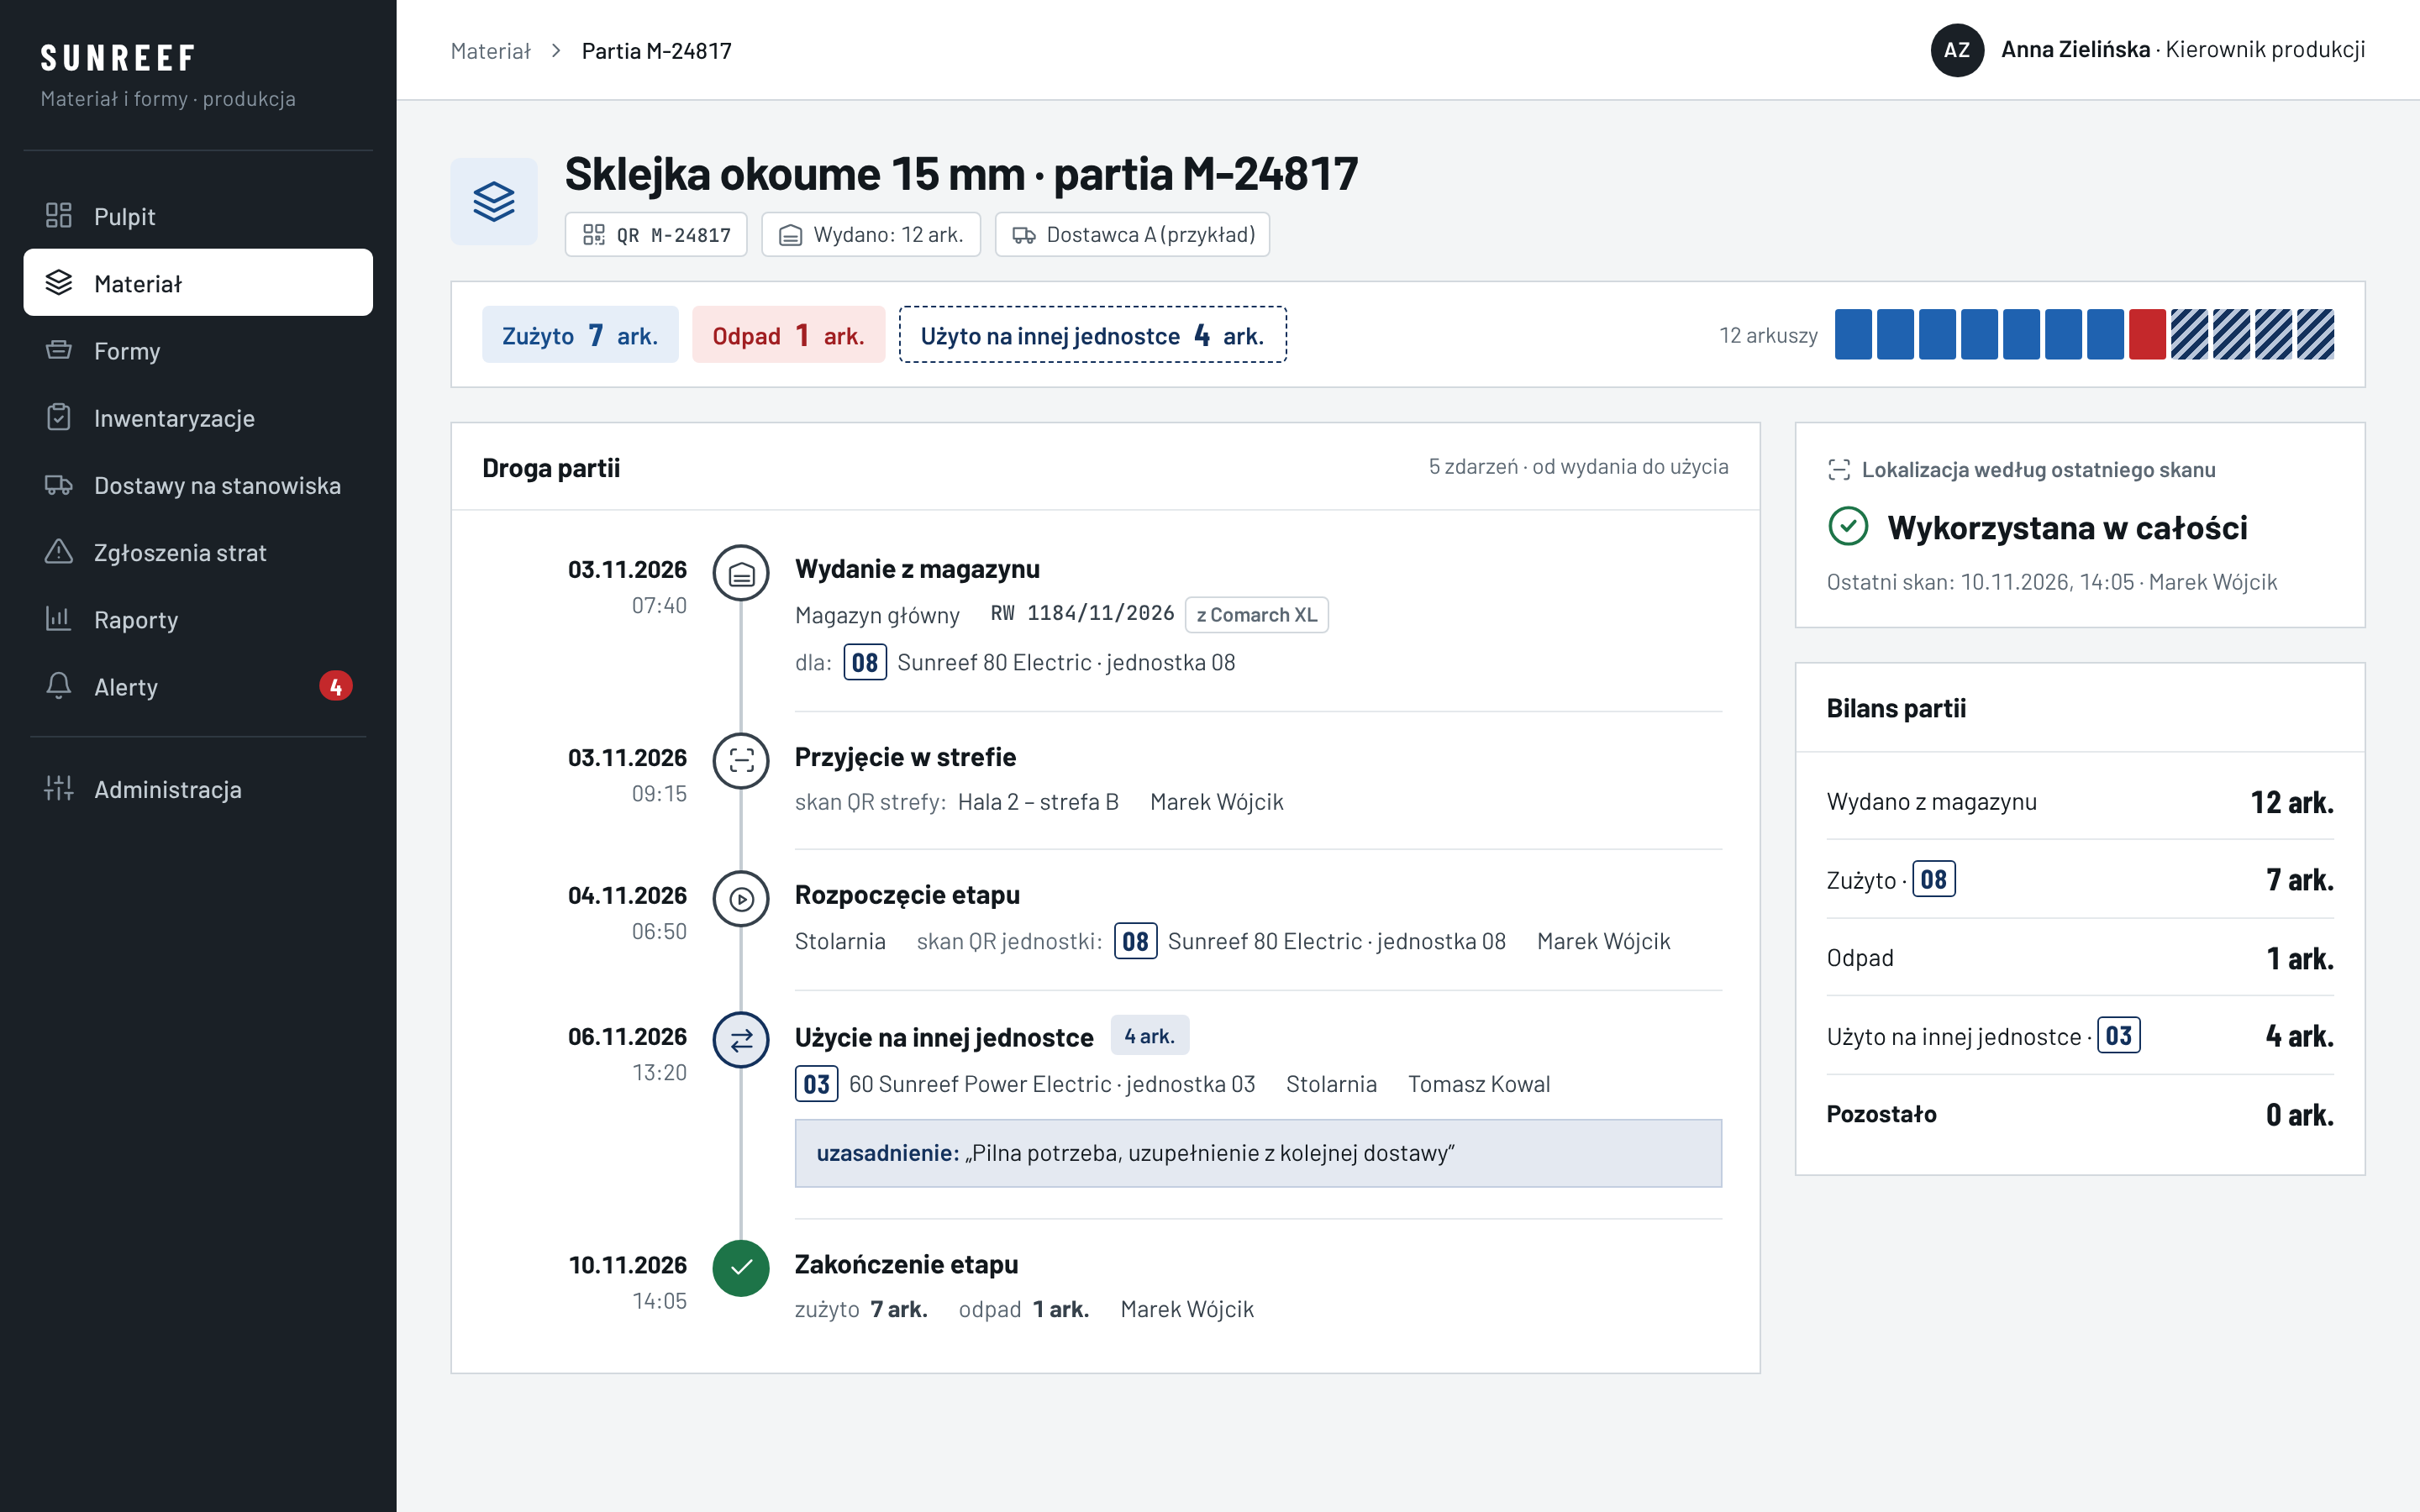 SUNREEF
Materiał i formy · produkcja
Pulpit
Materiał
Formy
Inwentaryzacje
Dostawy na stanowiska
Zgłoszenia strat
Raporty
Alerty 4
Administracja
Materiał > Partia M-24817
AZ Anna Zielińska · Kierownik produkcji
Sklejka okoume 15 mm · partia M-24817
QR M-24817 Wydano: 12 ark. Dostawca A (przykład)
Zużyto 7 ark. Odpad 1 ark. Użyto na innej jednostce 4 ark. 12 arkuszy
Droga partii 5 zdarzeń · od wydania do użycia
03.11.2026 Wydanie z magazynu
07:40 Magazyn główny RW 1184/11/2026 z Comarch XL
dla: 08 Sunreef 80 Electric · jednostka 08
03.11.2026 Przyjęcie w strefie
09:15 skan QR strefy: Hala 2 – strefa B Marek Wójcik
04.11.2026 Rozpoczęcie etapu
06:50 Stolarnia skan QR jednostki: 08 Sunreef 80 Electric · jednostka 08 Marek Wójcik
06.11.2026 Użycie na innej jednostce 4 ark.
13:20 03 60 Sunreef Power Electric · jednostka 03 Stolarnia Tomasz Kowal
uzasadnienie: „Pilna potrzeba, uzupełnienie z kolejnej dostawy”
10.11.2026 Zakończenie etapu
14:05 zużyto 7 ark. odpad 1 ark. Marek Wójcik
Lokalizacja według ostatniego skanu
Wykorzystana w całości
Ostatni skan: 10.11.2026, 14:05 · Marek Wójcik
Bilans partii
Wydano z magazynu 12 ark.
Zużyto · 08 7 ark.
Odpad 1 ark.
Użyto na innej jednostce · 03 4 ark.
Pozostało 0 ark.